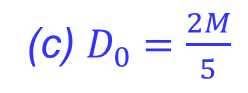 (c) D₀ = 2M/5